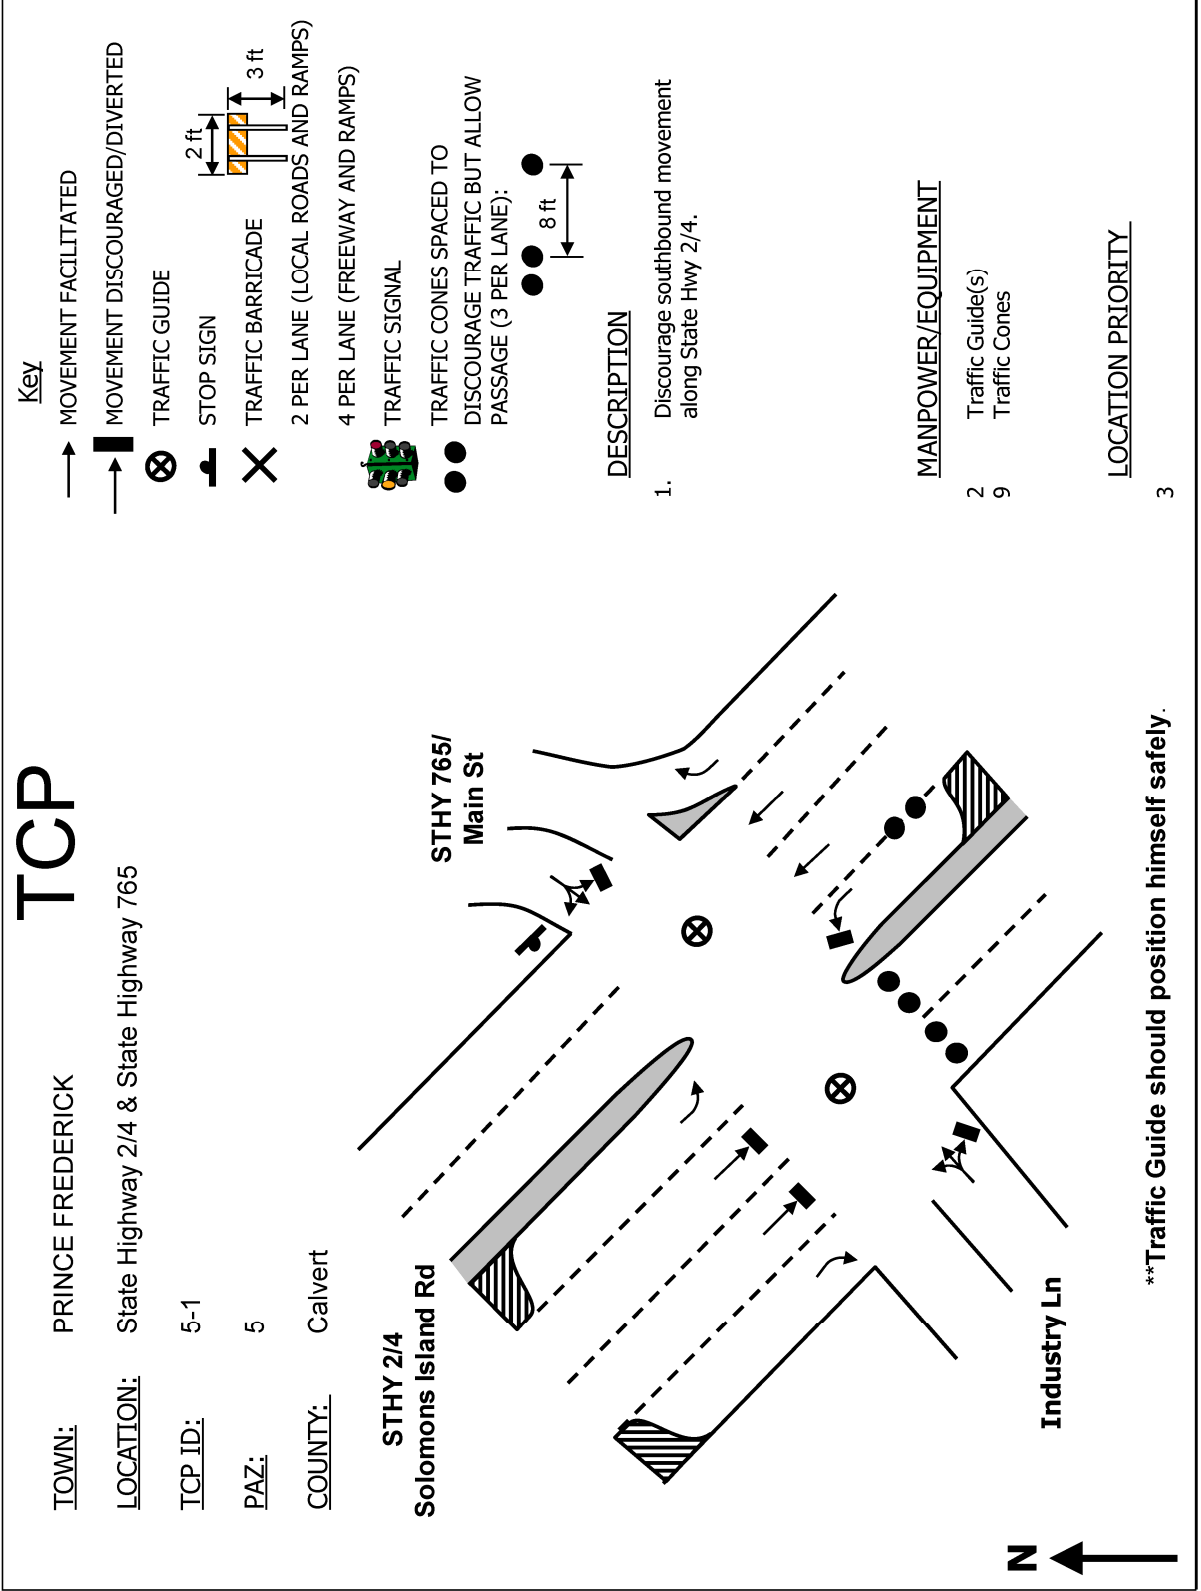 TCP
TOWN: PRINCE FREDERICK
LOCATION: State Highway 2/4 & State Highway 765
TCP ID: 5-1
PAZ: 5
COUNTY: Calvert
STHY 2/4
Solomons Island Rd
STHY 765/
Main St
Industry Ln
N
**Traffic Guide should position himself safely.
Key
MOVEMENT FACILITATED
MOVEMENT DISCOURAGED/DIVERTED
TRAFFIC GUIDE
STOP SIGN
TRAFFIC BARRICADE
2 PER LANE (LOCAL ROADS AND RAMPS)
4 PER LANE (FREEWAY AND RAMPS)
2 ft
3 ft
TRAFFIC SIGNAL
TRAFFIC CONES SPACED TO
DISCOURAGE TRAFFIC BUT ALLOW
PASSAGE (3 PER LANE):
8 ft
DESCRIPTION
1. Discourage southbound movement
along State Hwy 2/4.
MANPOWER/EQUIPMENT
2 Traffic Guide(s)
9 Traffic Cones
LOCATION PRIORITY
3